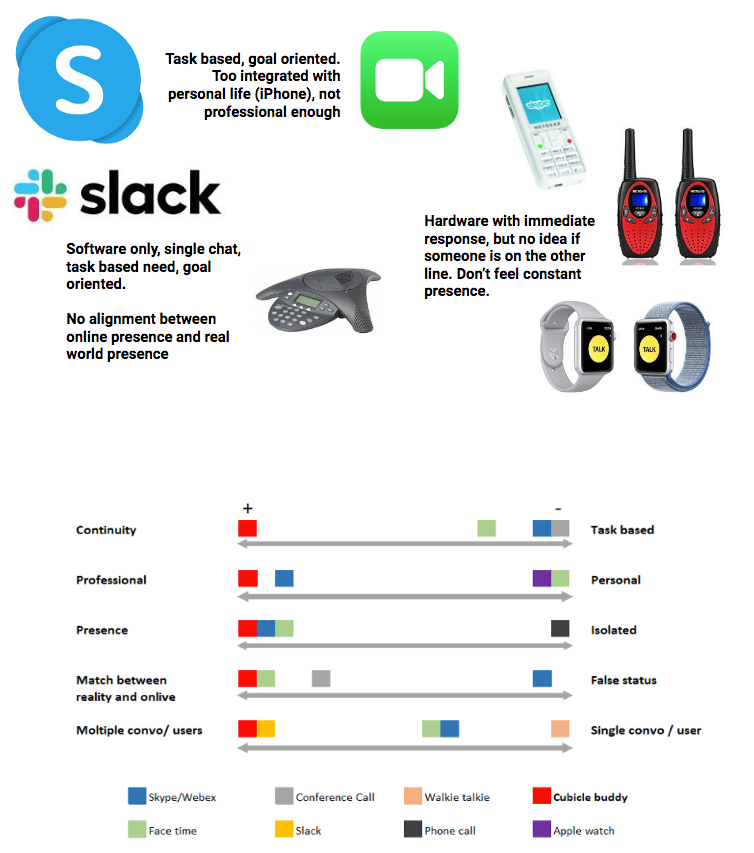 S
Task based, goal oriented.
Too integrated with
personal life (iPhone), not
professional enough
skype
NETGEAR
slack
Software only, single chat,
task based need, goal
oriented.
No alignment between
online presence and real
world presence
Hardware with immediate
response, but no idea if
someone is on the other
line. Don't feel constant
presence.
TALK
TALK
+
-
Continuity
Task based
Professional
Personal
Presence
Isolated
Match between
reality and onlive
False status
Moltiple convo/ users
Single convo / user
Skype/Webex
Conference Call
Walkie talkie
Cubicle buddy
Face time
Slack
Phone call
Apple watch